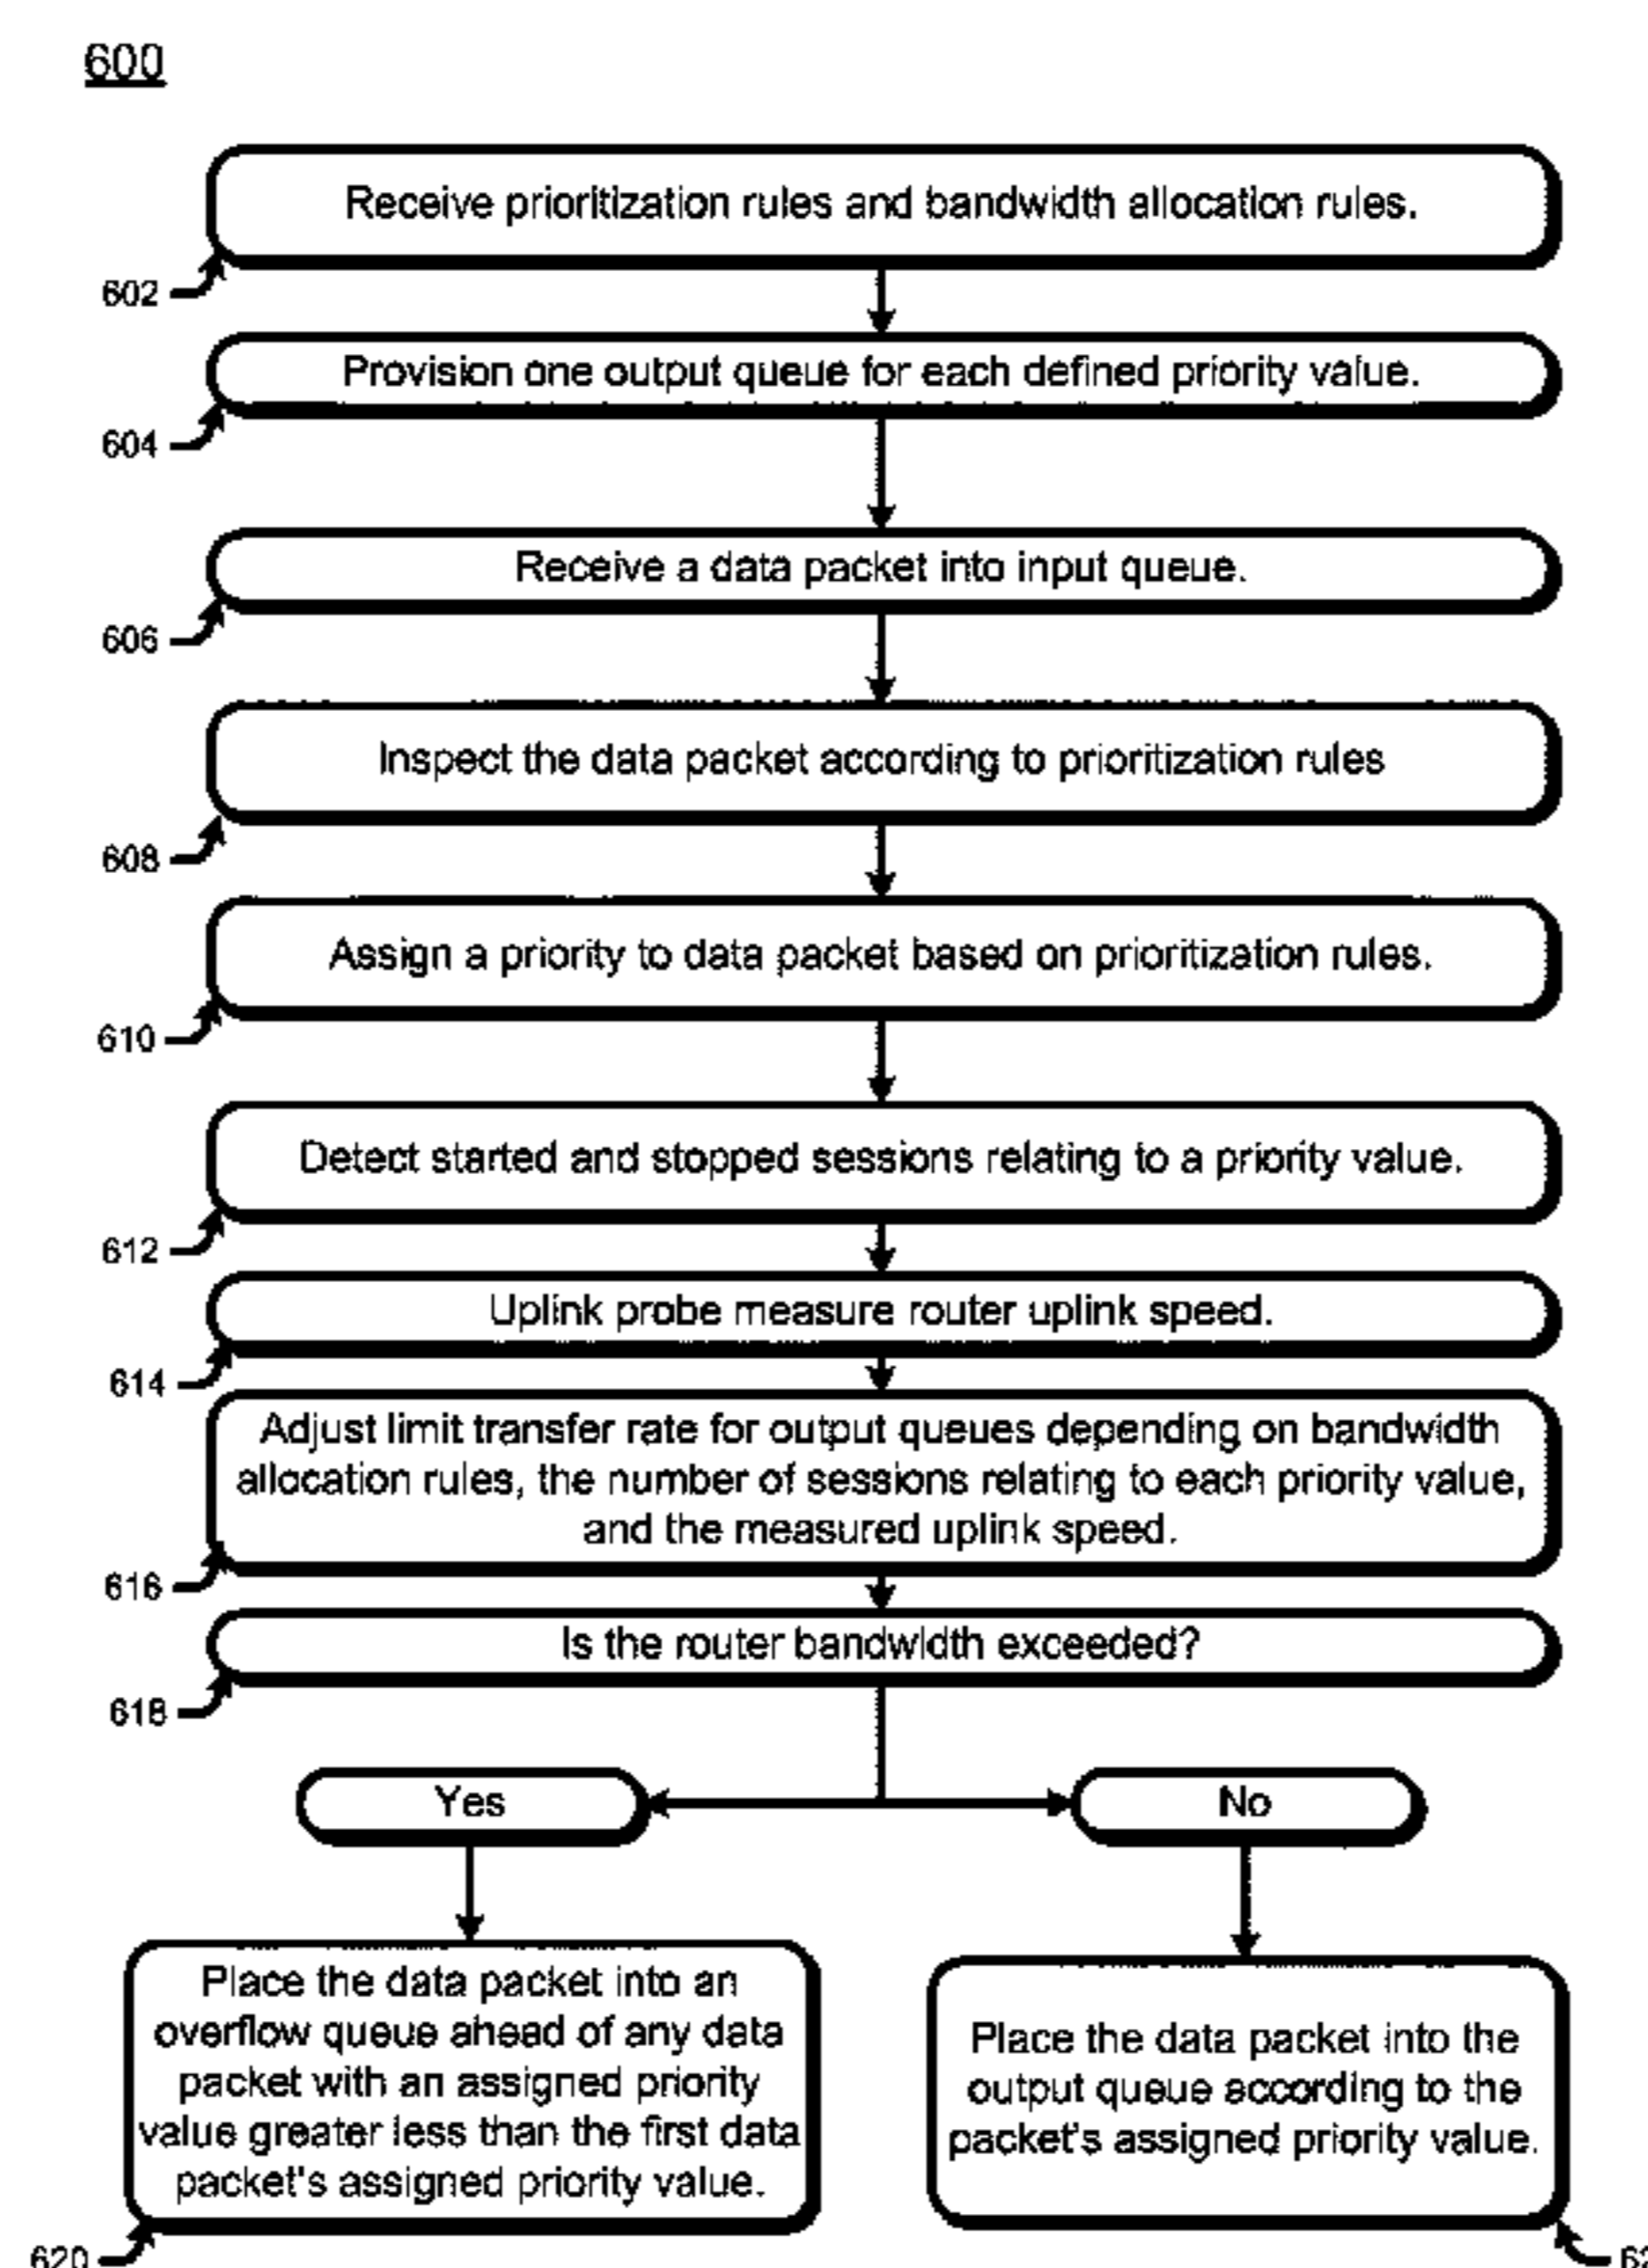 600
Receive prioritization rules and bandwidth allocation rules.
602
Provision one output queue for each defined priority value.
604
Receive a data packet into input queue.
606
Inspect the data packet according to prioritization rules
608
Assign a priority to data packet based on prioritization rules.
610
Detect started and stopped sessions relating to a priority value.
612
Uplink probe measure router uplink speed.
614
Adjust limit transfer rate for output queues depending on bandwidth
allocation rules, the number of sessions relating to each priority value,
and the measured uplink speed.
616
Is the router bandwidth exceeded?
618
Yes
No
Place the data packet into an
overflow queue ahead of any data
packet with an assigned priority
value greater less than the first data
packet's assigned priority value.
620
Place the data packet into the
output queue according to the
packet's assigned priority value.